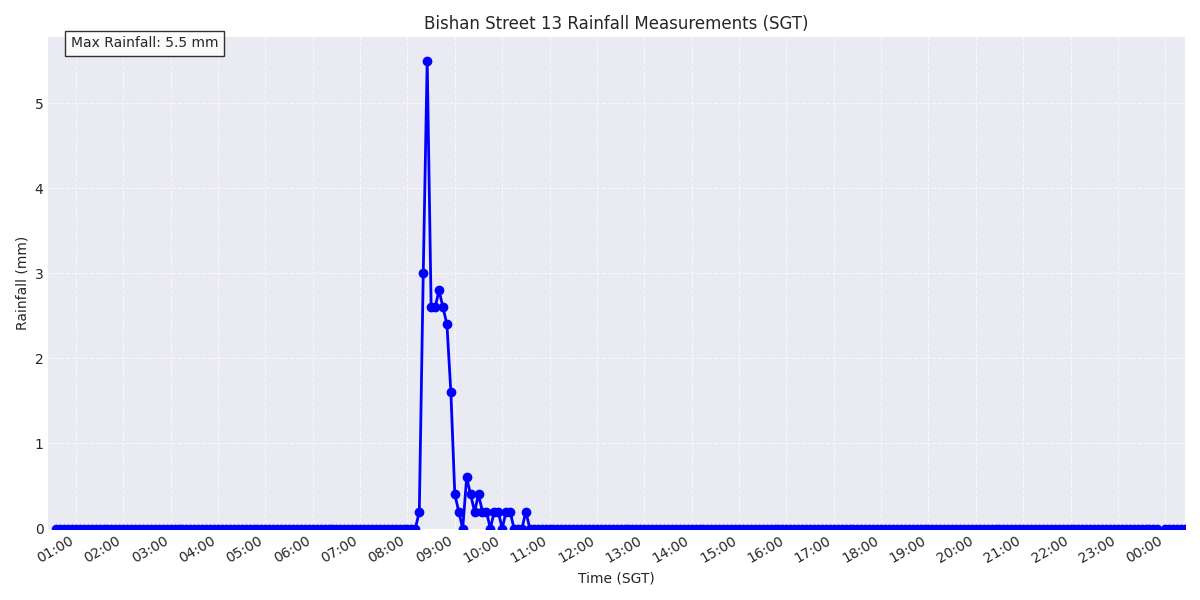 Bishan Street 13 Rainfall Measurements (SGT)
Max Rainfall: 5.5 mm
Rainfall (mm)
5
4
3
2
1
0
01:00 02:00 03:00 04:00 05:00 06:00 07:00 08:00 09:00 10:00 11:00 12:00 13:00 14:00 15:00 16:00 17:00 18:00 19:00 20:00 21:00 22:00 23:00 00:00
Time (SGT)